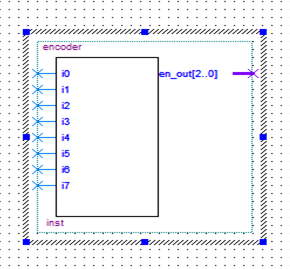 encoder
i0 en_out[2..0]
i1
i2
i3
i4
i5
i6
i7
inst